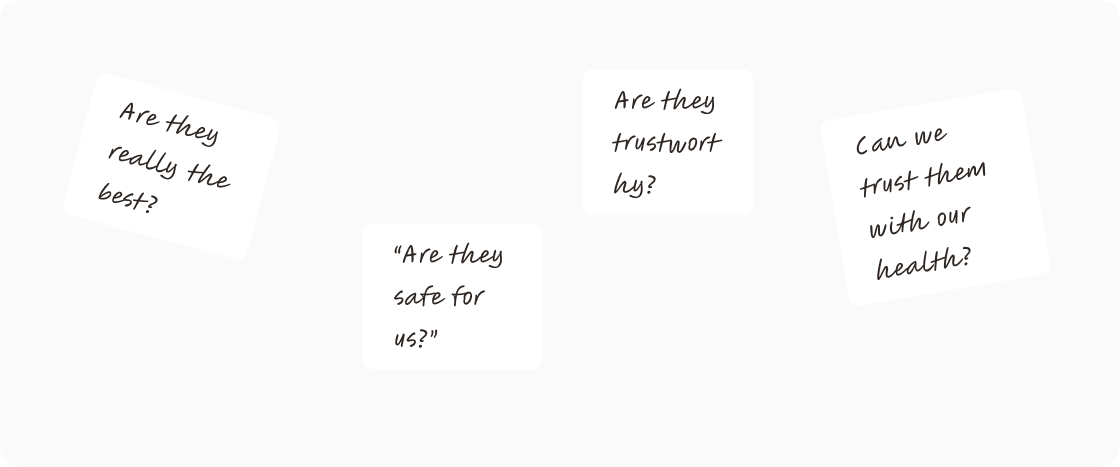 Are they
really the
best?
“Are they
safe for
us?”
Are they
trustwort
hy?
Can we
trust them
with our
health?